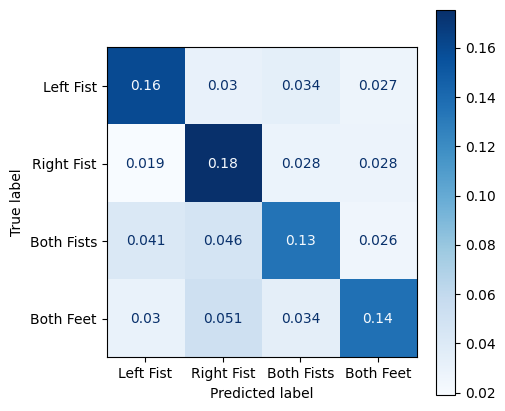 Left Fist 0.16 0.03 0.034 0.027
Right Fist 0.019 0.18 0.028 0.028
Both Fists 0.041 0.046 0.13 0.026
Both Feet 0.03 0.051 0.034 0.14
Left Fist Right Fist Both Fists Both Feet
Predicted label
True label
0.16
0.14
0.12
0.10
0.08
0.06
0.04
0.02